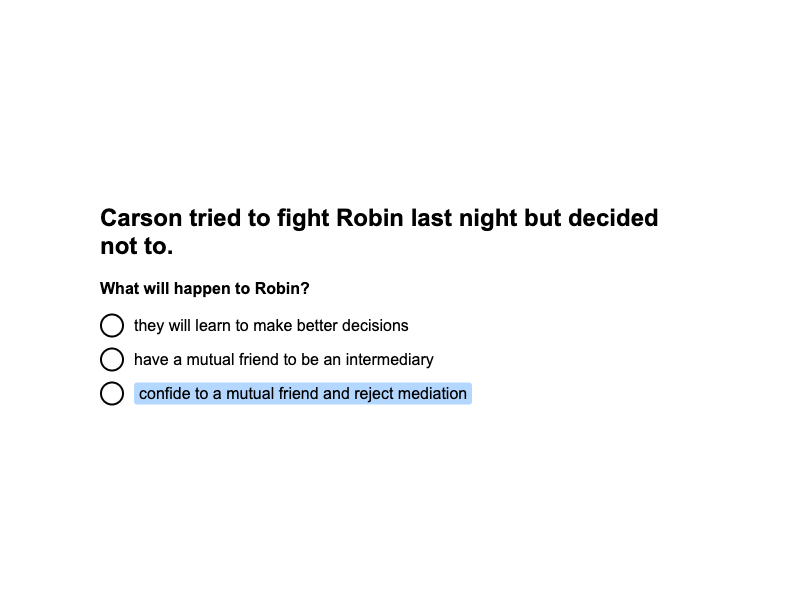 Carson tried to fight Robin last night but decided
not to.
What will happen to Robin?
they will learn to make better decisions
have a mutual friend to be an intermediary
confide to a mutual friend and reject mediation